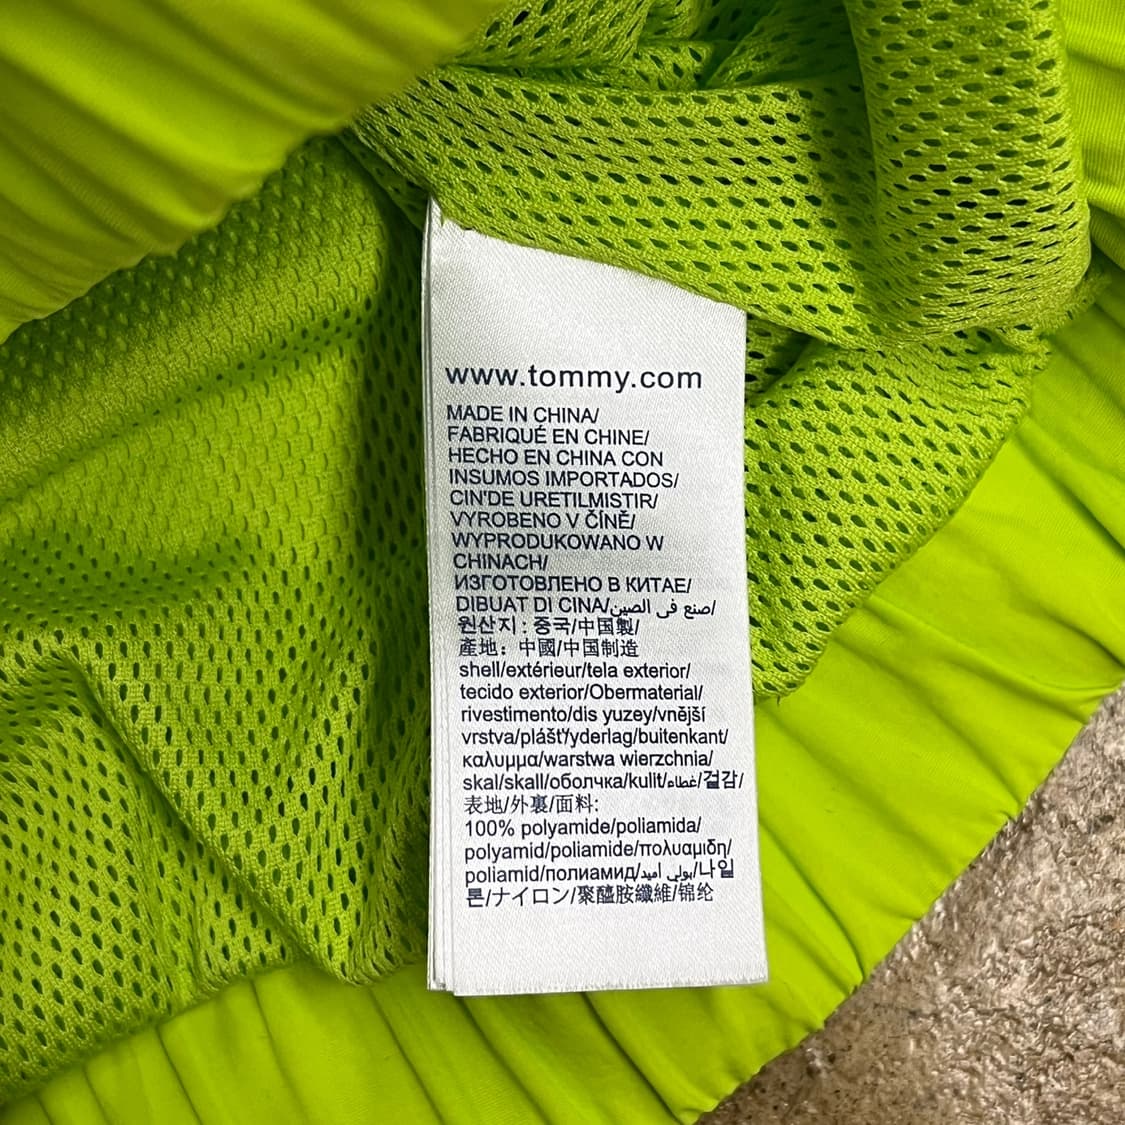 www.tommy.com
MADE IN CHINA/
FABRIQUÉ EN CHINE/
HECHO EN CHINA CON
INSUMOS IMPORTADOS/
CIN'DE URETILMISTIR/
VYROBENO V ČÍNĚ/
WYPRODUKOWANO W
CHINACH/
ИЗГОТОВЛЕНО В КИТАЕ/
DIBUAT DI CINA/صنع في الصين/
원산지 : 중국/中国製/
產地： 中國/中国制造
shell/extérieur/tela exterior/
tecido exterior/Obermaterial/
rivestimento/dis yuzey/vnější
vrstva/plášť/yderlag/buitenkant/
καλυμμα/warstwa wierzchnia/
skal/skall/оболчка/kulit/غطاء/겉감/
表地/外裏/面料:
100% polyamide/poliamida/
polyamid/poliamide/πολυαμιδη/
poliamid/полиамид/بولي أميد/나일
론/ナイロン/聚醯胺纖維/锦纶